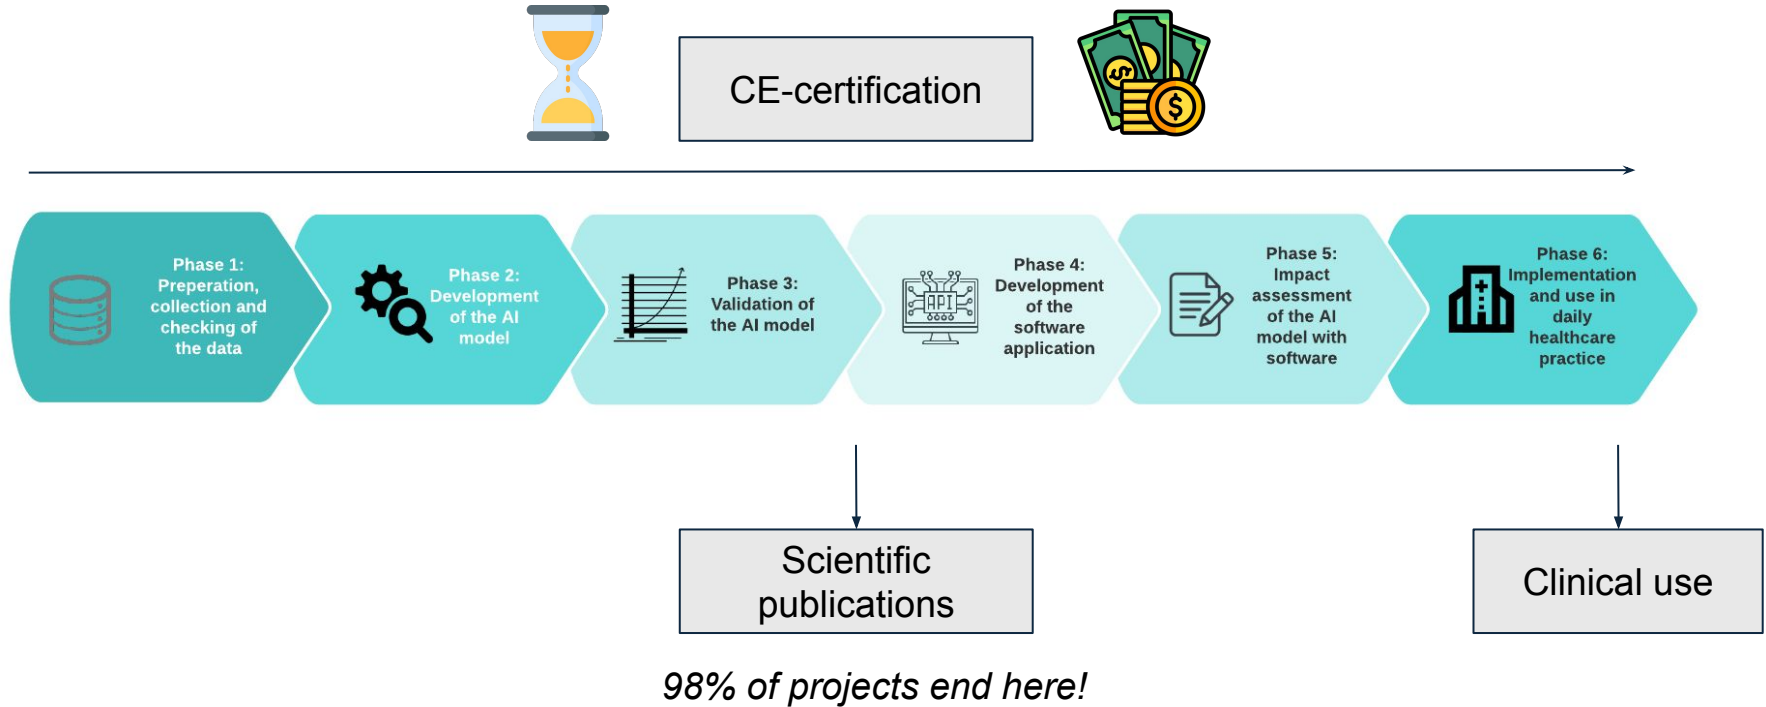 CE-certification
Phase 1:
Preperation,
collection and
checking of
the data
Phase 2:
Development
of the AI
model
Phase 3:
Validation of
the AI model
API
Phase 4:
Development
of the
software
application
Phase 5:
Impact
assessment
of the AI
model with
software
Phase 6:
Implementation
and use in
daily
healthcare
practice
Scientific
publications
Clinical use
98% of projects end here!